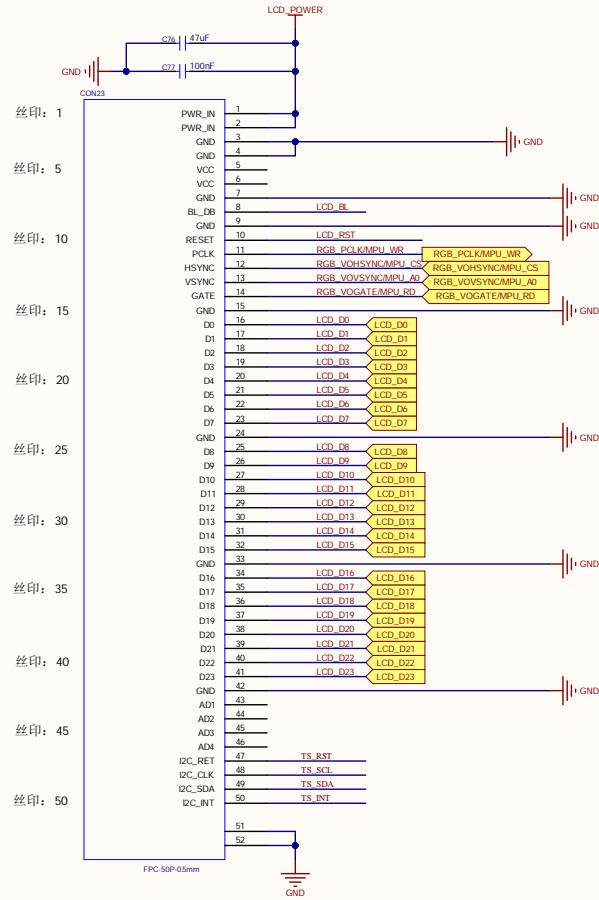 LCD_POWER
C76 47uF
C77 100nF
GND
CON23
丝印：1 PWR_IN 1
PWR_IN 2
GND 3 GND
GND 4
丝印：5 VCC 5
VCC 6
GND 7 GND
BL_DB 8 LCD_BL
GND 9 GND
丝印：10 RESET 10 LCD_RST
PCLK 11 RGB_PCLK/MPU_WR RGB_PCLK/MPU_WR
HSYNC 12 RGB_VOHSYNC/MPU_CS RGB_VOHSYNC/MPU_CS
VSYNC 13 RGB_VOVSYNC/MPU_A0 RGB_VOVSYNC/MPU_A0
GATE 14 RGB_VOGATE/MPU_RD RGB_VOGATE/MPU_RD
丝印：15 GND 15 GND
D0 16 LCD_D0 LCD_D0
D1 17 LCD_D1 LCD_D1
D2 18 LCD_D2 LCD_D2
D3 19 LCD_D3 LCD_D3
丝印：20 D4 20 LCD_D4 LCD_D4
D5 21 LCD_D5 LCD_D5
D6 22 LCD_D6 LCD_D6
D7 23 LCD_D7 LCD_D7
GND 24 GND
丝印：25 D8 25 LCD_D8 LCD_D8
D9 26 LCD_D9 LCD_D9
D10 27 LCD_D10 LCD_D10
D11 28 LCD_D11 LCD_D11
D12 29 LCD_D12 LCD_D12
丝印：30 D13 30 LCD_D13 LCD_D13
D14 31 LCD_D14 LCD_D14
D15 32 LCD_D15 LCD_D15
GND 33 GND
D16 34 LCD_D16 LCD_D16
丝印：35 D17 35 LCD_D17 LCD_D17
D18 36 LCD_D18 LCD_D18
D19 37 LCD_D19 LCD_D19
D20 38 LCD_D20 LCD_D20
D21 39 LCD_D21 LCD_D21
丝印：40 D22 40 LCD_D22 LCD_D22
D23 41 LCD_D23 LCD_D23
GND 42 GND
AD1 43
AD2 44
丝印：45 AD3 45
AD4 46
I2C_RET 47 TS_RST
I2C_CLK 48 TS_SCL
I2C_SDA 49 TS_SDA
丝印：50 I2C_INT 50 TS_INT
51
52
FPC-50P-05mm
GND